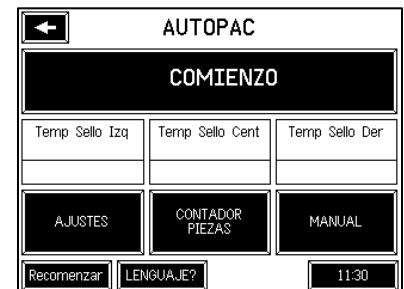 AUTOPAC
COMIENZO
Temp Sello Izq
Temp Sello Cent
Temp Sello Der
AJUSTES
CONTADOR
PIEZAS
MANUAL
Recomenzar
LENGUAJE?
11:30